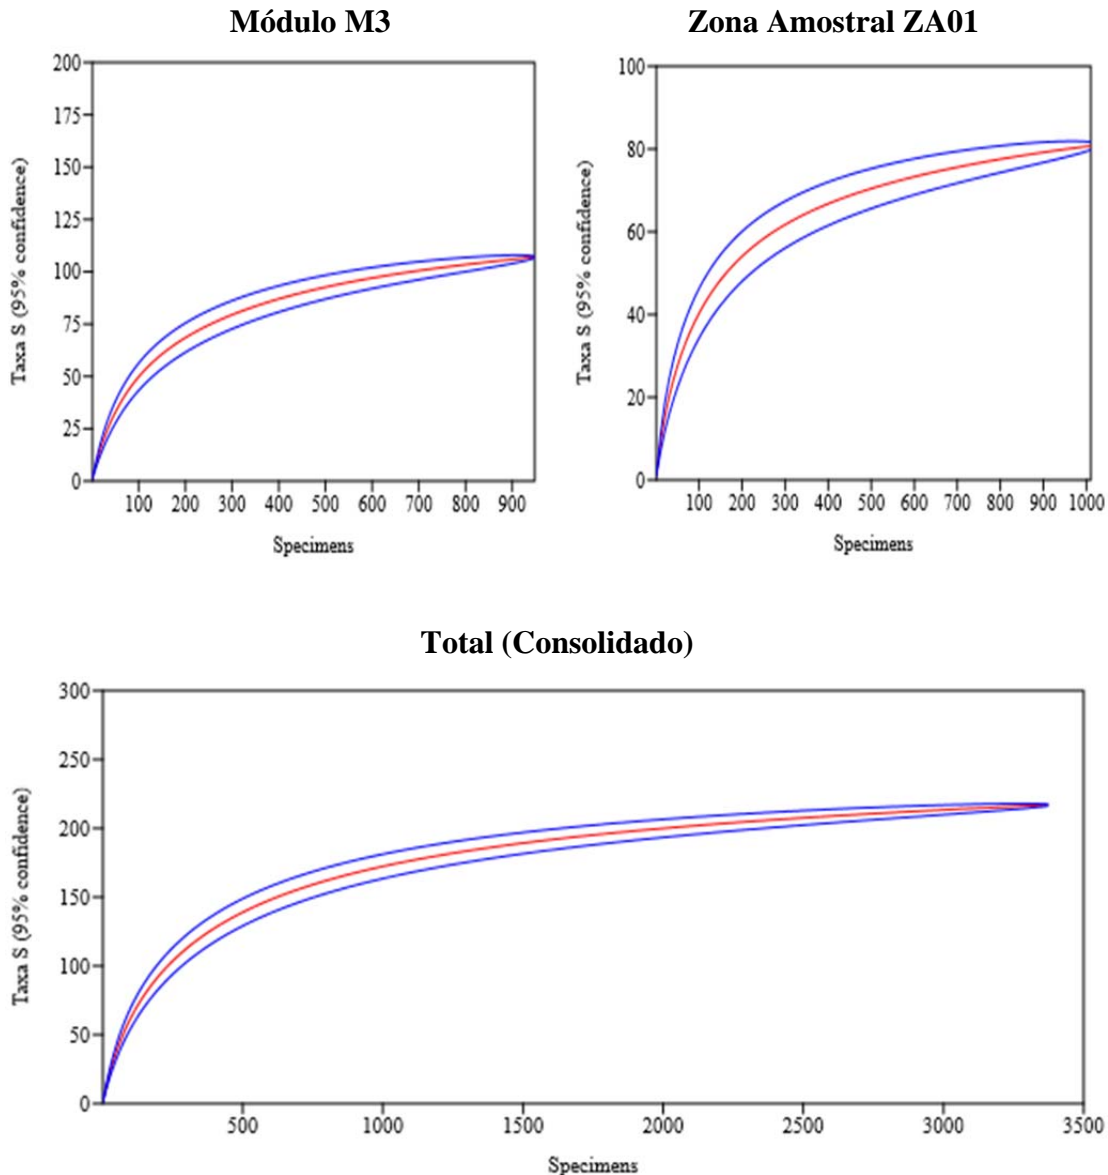 Módulo M3
Zona Amostral ZA01
200
175
150
125
100
75
50
25
0
Taxa S (95% confidence)
100 200 300 400 500 600 700 800 900
Specimens
100
80
60
40
20
0
Taxa S (95% confidence)
100 200 300 400 500 600 700 800 900 1000
Specimens
Total (Consolidado)
300
250
200
150
100
50
0
Taxa S (95% confidence)
500 1000 1500 2000 2500 3000 3500
Specimens